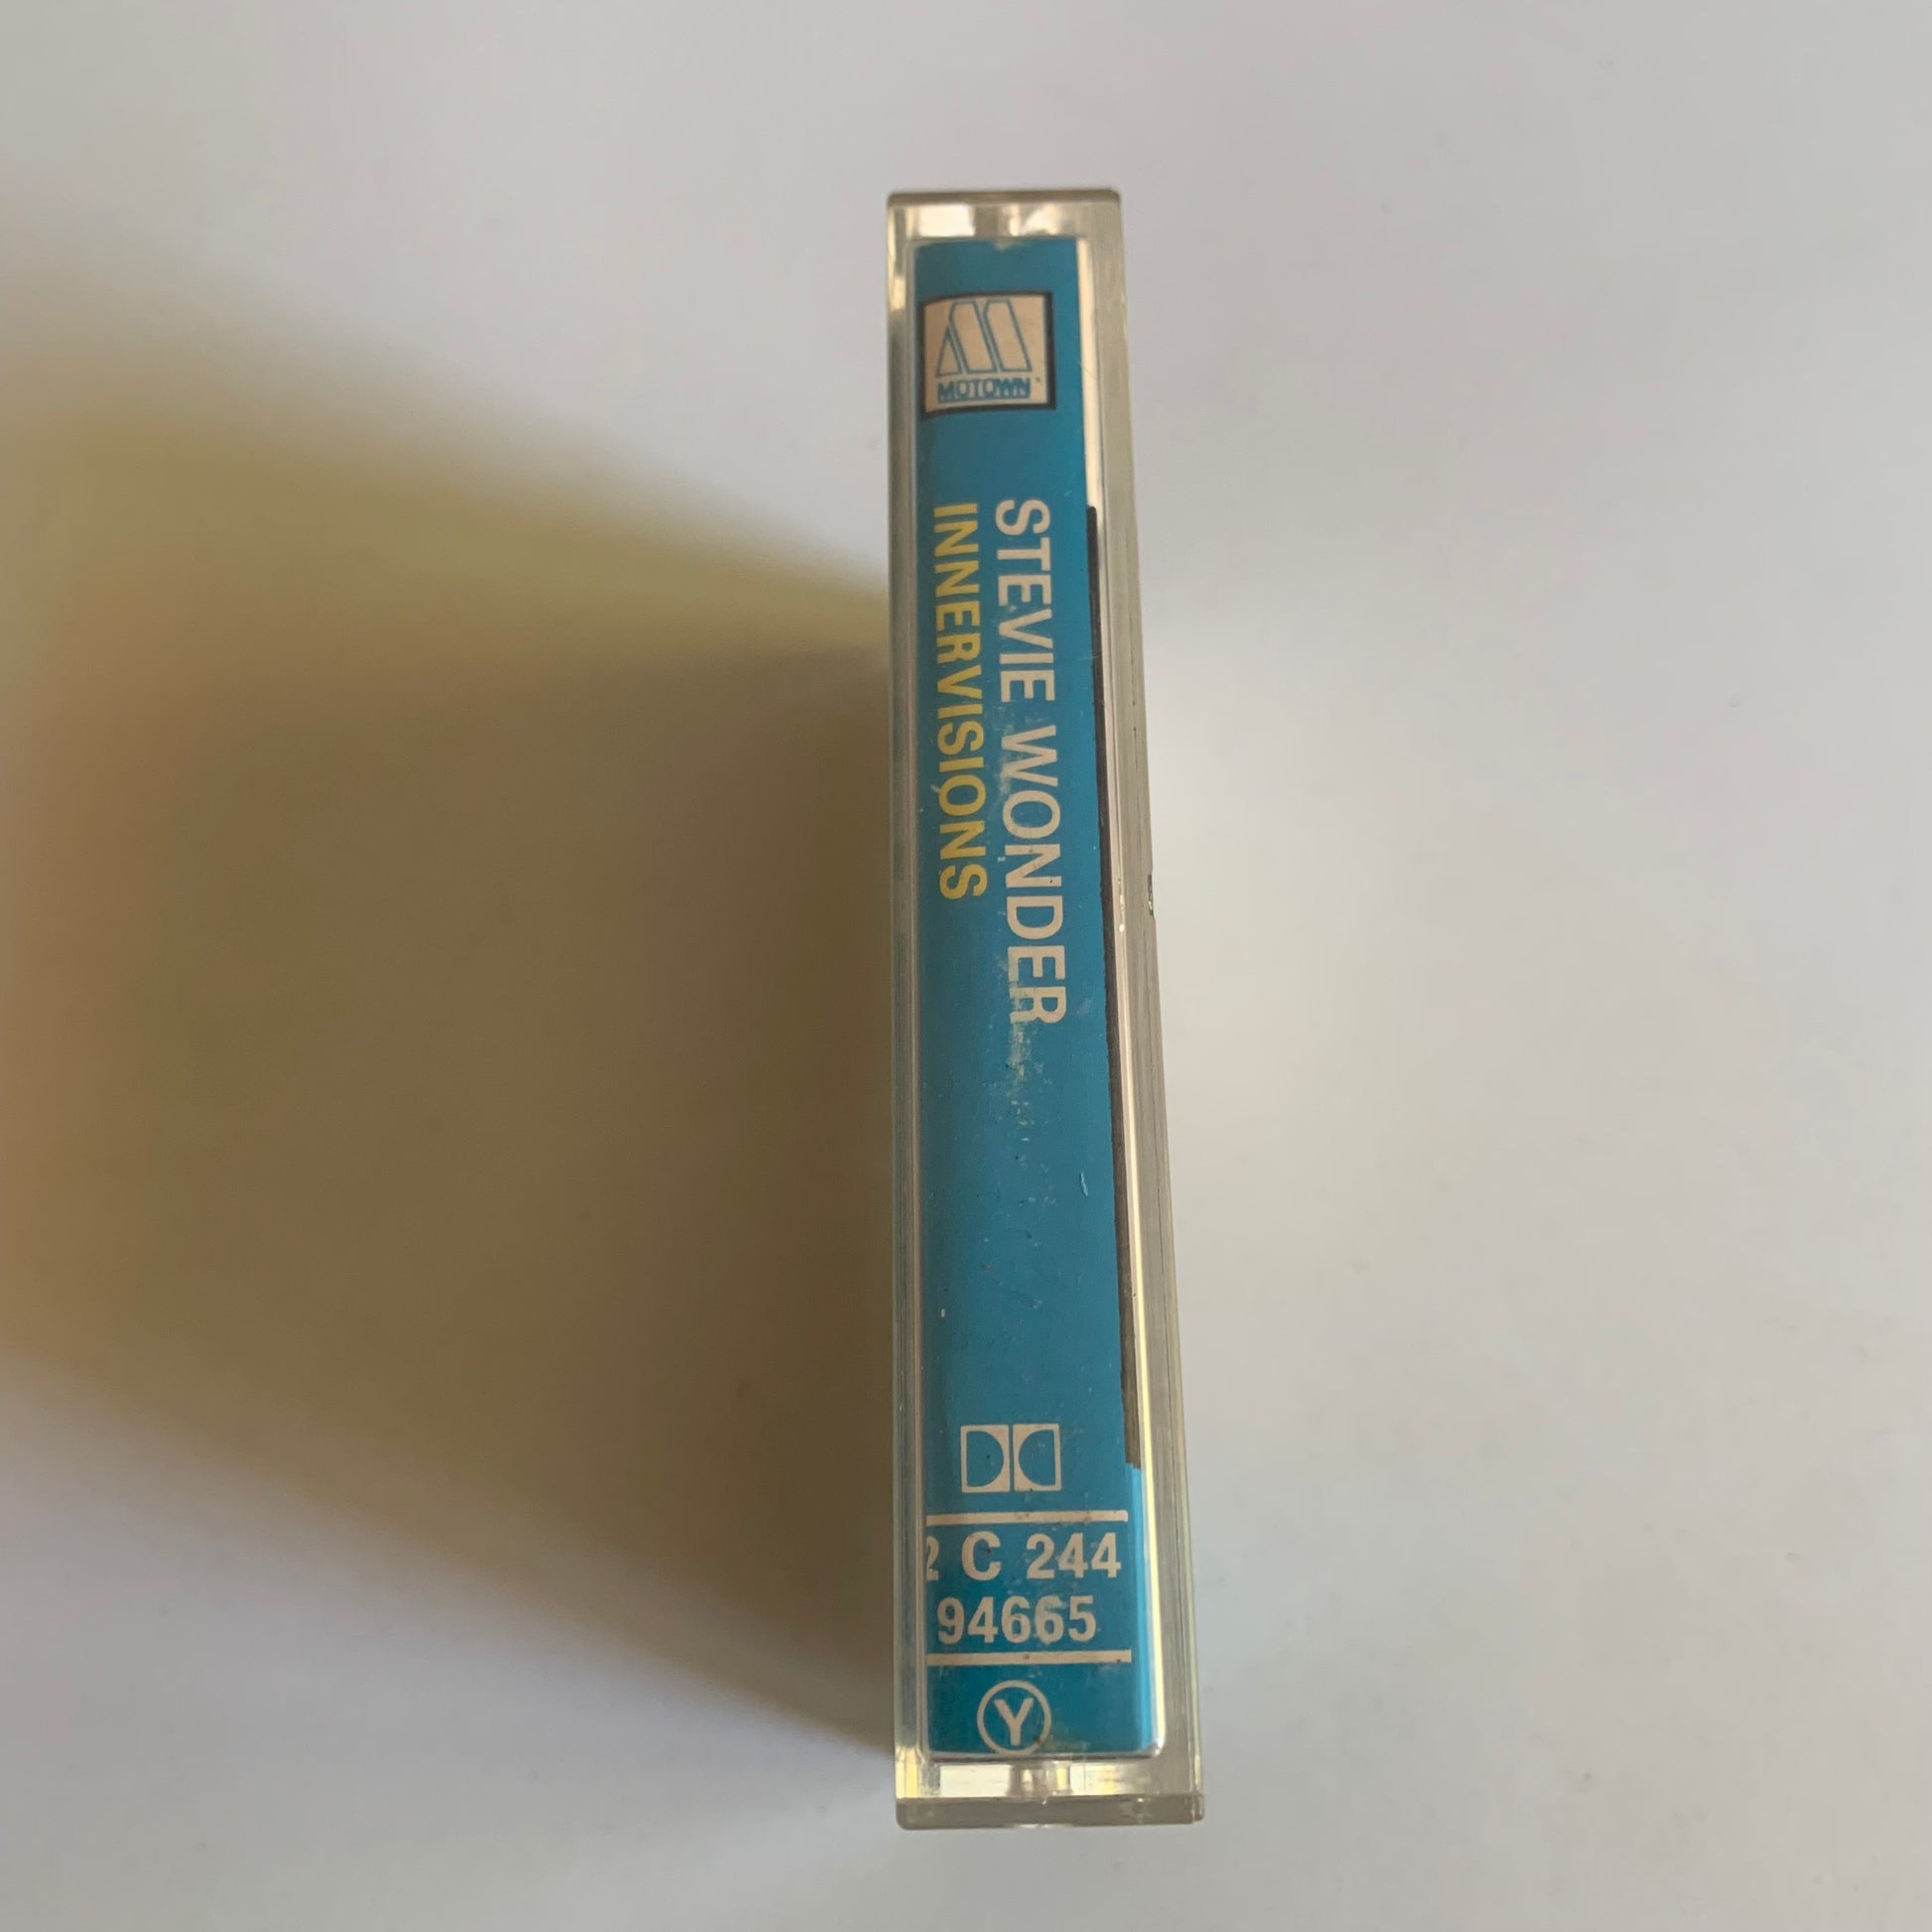 MOTOWN
STEVIE WONDER
INNERVISIONS
2 C 244
94665
Y